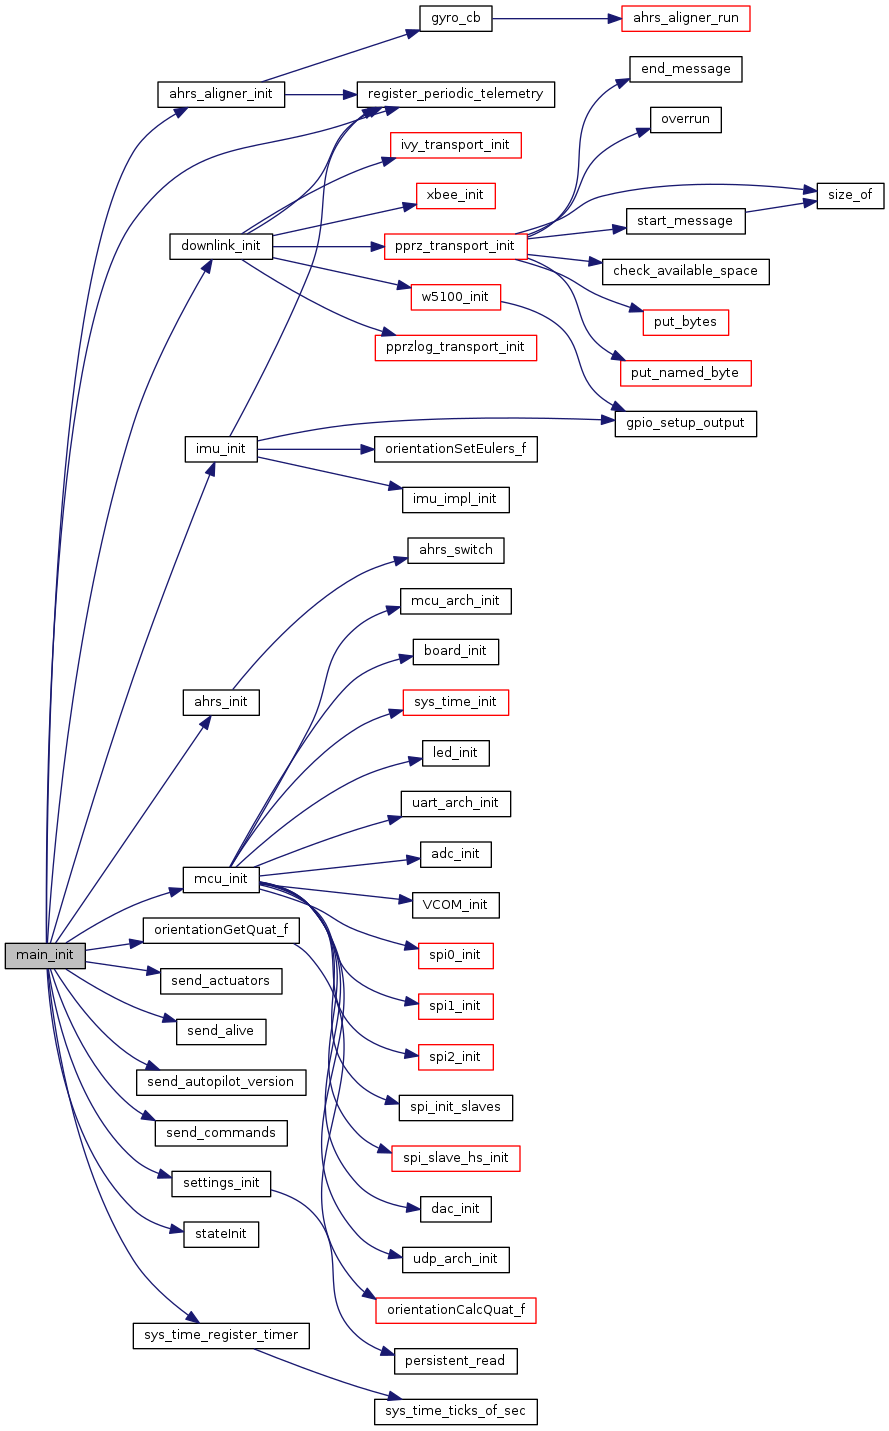 gyro_cb
ahrs_aligner_run
end_message
ahrs_aligner_init
register_periodic_telemetry
overrun
ivy_transport_init
xbee_init
size_of
start_message
downlink_init
pprz_transport_init
check_available_space
w5100_init
put_bytes
pprzlog_transport_init
put_named_byte
gpio_setup_output
imu_init
orientationSetEulers_f
imu_impl_init
ahrs_switch
mcu_arch_init
board_init
ahrs_init
sys_time_init
led_init
uart_arch_init
adc_init
mcu_init
VCOM_init
orientationGetQuat_f
main_init
spi0_init
send_actuators
spi1_init
send_alive
spi2_init
send_autopilot_version
spi_init_slaves
send_commands
spi_slave_hs_init
settings_init
dac_init
stateInit
udp_arch_init
orientationCalcQuat_f
sys_time_register_timer
persistent_read
sys_time_ticks_of_sec